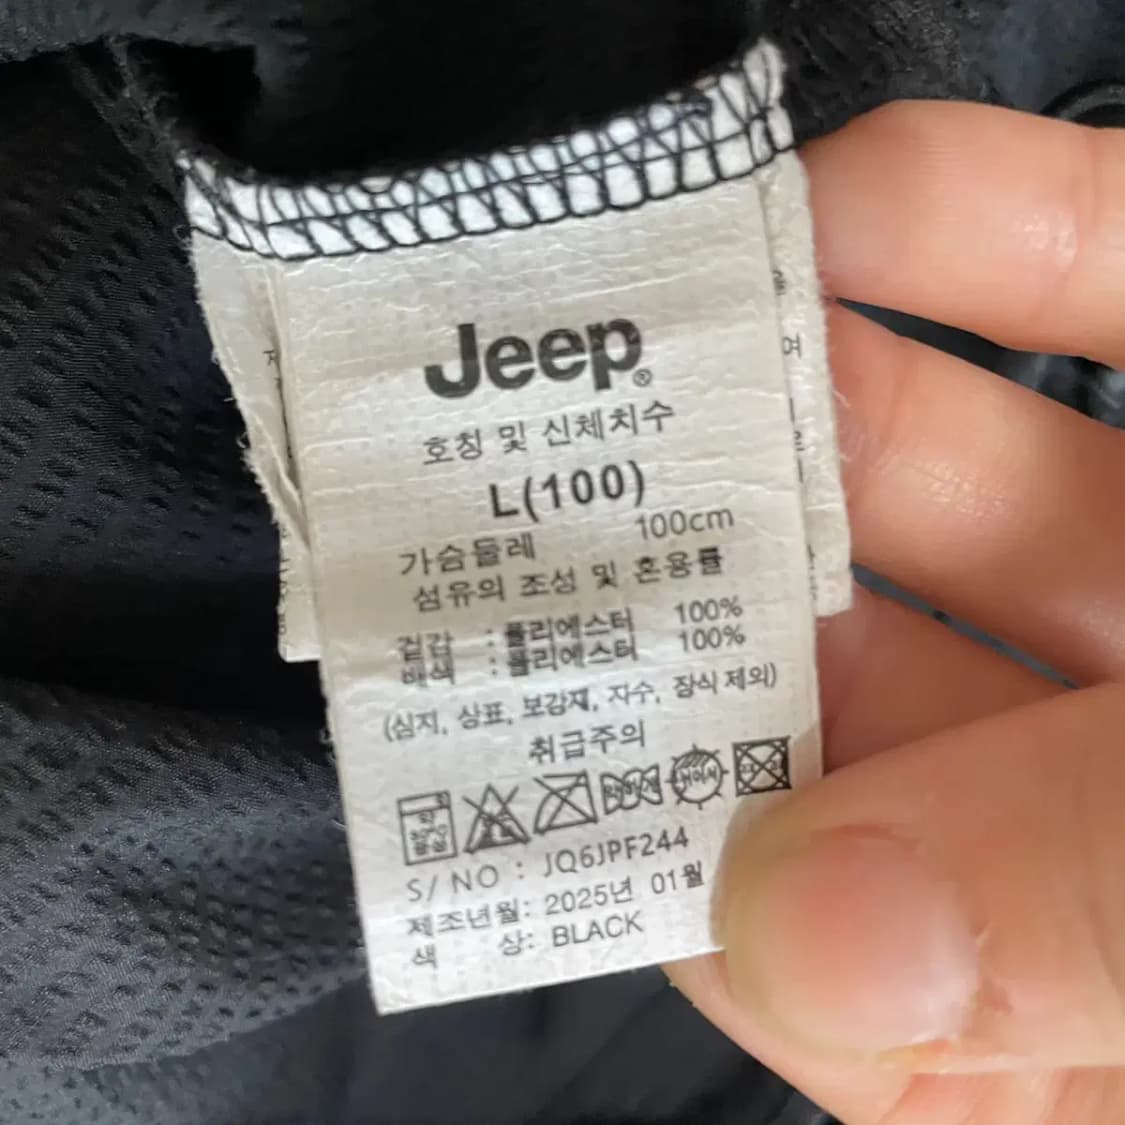 Jeep®
호칭 및 신체치수
L(100)
가슴둘레 100cm
섬유의 조성 및 혼용률
겉감 : 폴리에스터 100%
배색 : 폴리에스터 100%
(심지, 상표, 보강재, 자수, 장식 제외)
취급주의
S/NO : JQ6JPF244
제조년월: 2025년 01월
색 상: BLACK
여